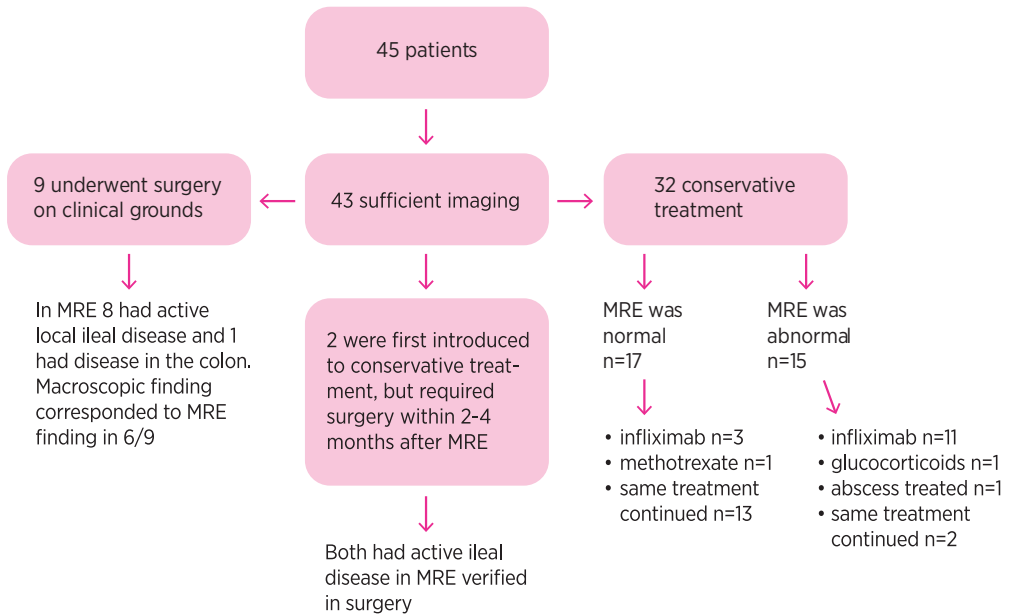 45 patients
9 underwent surgery
on clinical grounds
43 sufficient imaging
32 conservative
treatment
In MRE 8 had active
local ileal disease and 1
had disease in the colon.
Macroscopic finding
corresponded to MRE
finding in 6/9
2 were first introduced
to conservative treat-
ment, but required
surgery within 2-4
months after MRE
Both had active ileal
disease in MRE verified
in surgery
MRE was
normal
n=17
MRE was
abnormal
n=15
• infliximab n=3
• methotrexate n=1
• same treatment
continued n=13
• infliximab n=11
• glucocorticoids n=1
• abscess treated n=1
• same treatment
continued n=2